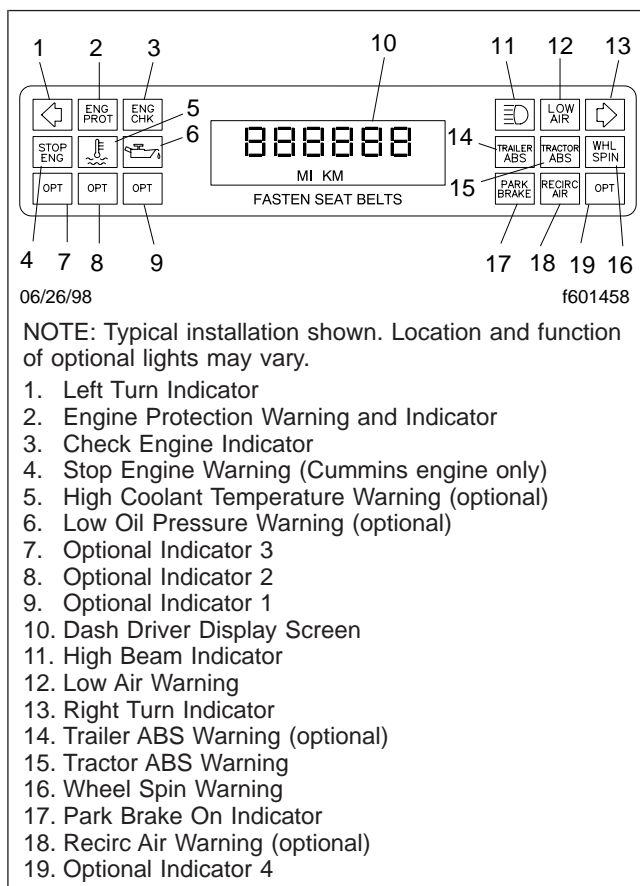 1 2 3 10 11 12 13
ENG PROT
ENG CHK
LOW AIR
5
6
888888
14
TRAILER ABS
TRACTOR ABS
WHL SPIN
STOP ENG
MI KM
15
OPT OPT OPT
FASTEN SEAT BELTS
PARK BRAKE
RECIRC AIR
OPT
4 7 8 9 17 18 19 16
06/26/98 f601458
NOTE: Typical installation shown. Location and function
of optional lights may vary.
1. Left Turn Indicator
2. Engine Protection Warning and Indicator
3. Check Engine Indicator
4. Stop Engine Warning (Cummins engine only)
5. High Coolant Temperature Warning (optional)
6. Low Oil Pressure Warning (optional)
7. Optional Indicator 3
8. Optional Indicator 2
9. Optional Indicator 1
10. Dash Driver Display Screen
11. High Beam Indicator
12. Low Air Warning
13. Right Turn Indicator
14. Trailer ABS Warning (optional)
15. Tractor ABS Warning
16. Wheel Spin Warning
17. Park Brake On Indicator
18. Recirc Air Warning (optional)
19. Optional Indicator 4